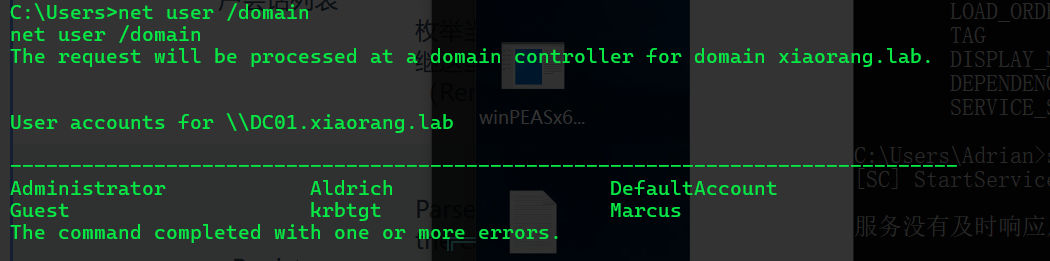 C:\Users>net user /domain
net user /domain
The request will be processed at a domain controller for domain xiaorang.lab.
User accounts for \\DC01.xiaorang.lab
-------------------------------------------------------------------------------
Administrator Aldrich DefaultAccount
Guest krbtgt Marcus
The command completed with one or more errors.
winPEASx6...
LOAD_ORD
TAG
DISPLAY_
DEPENDEN
SERVICE_S
C:\Users\Adrian>s
[SC] StartServic
服务没有及时响应